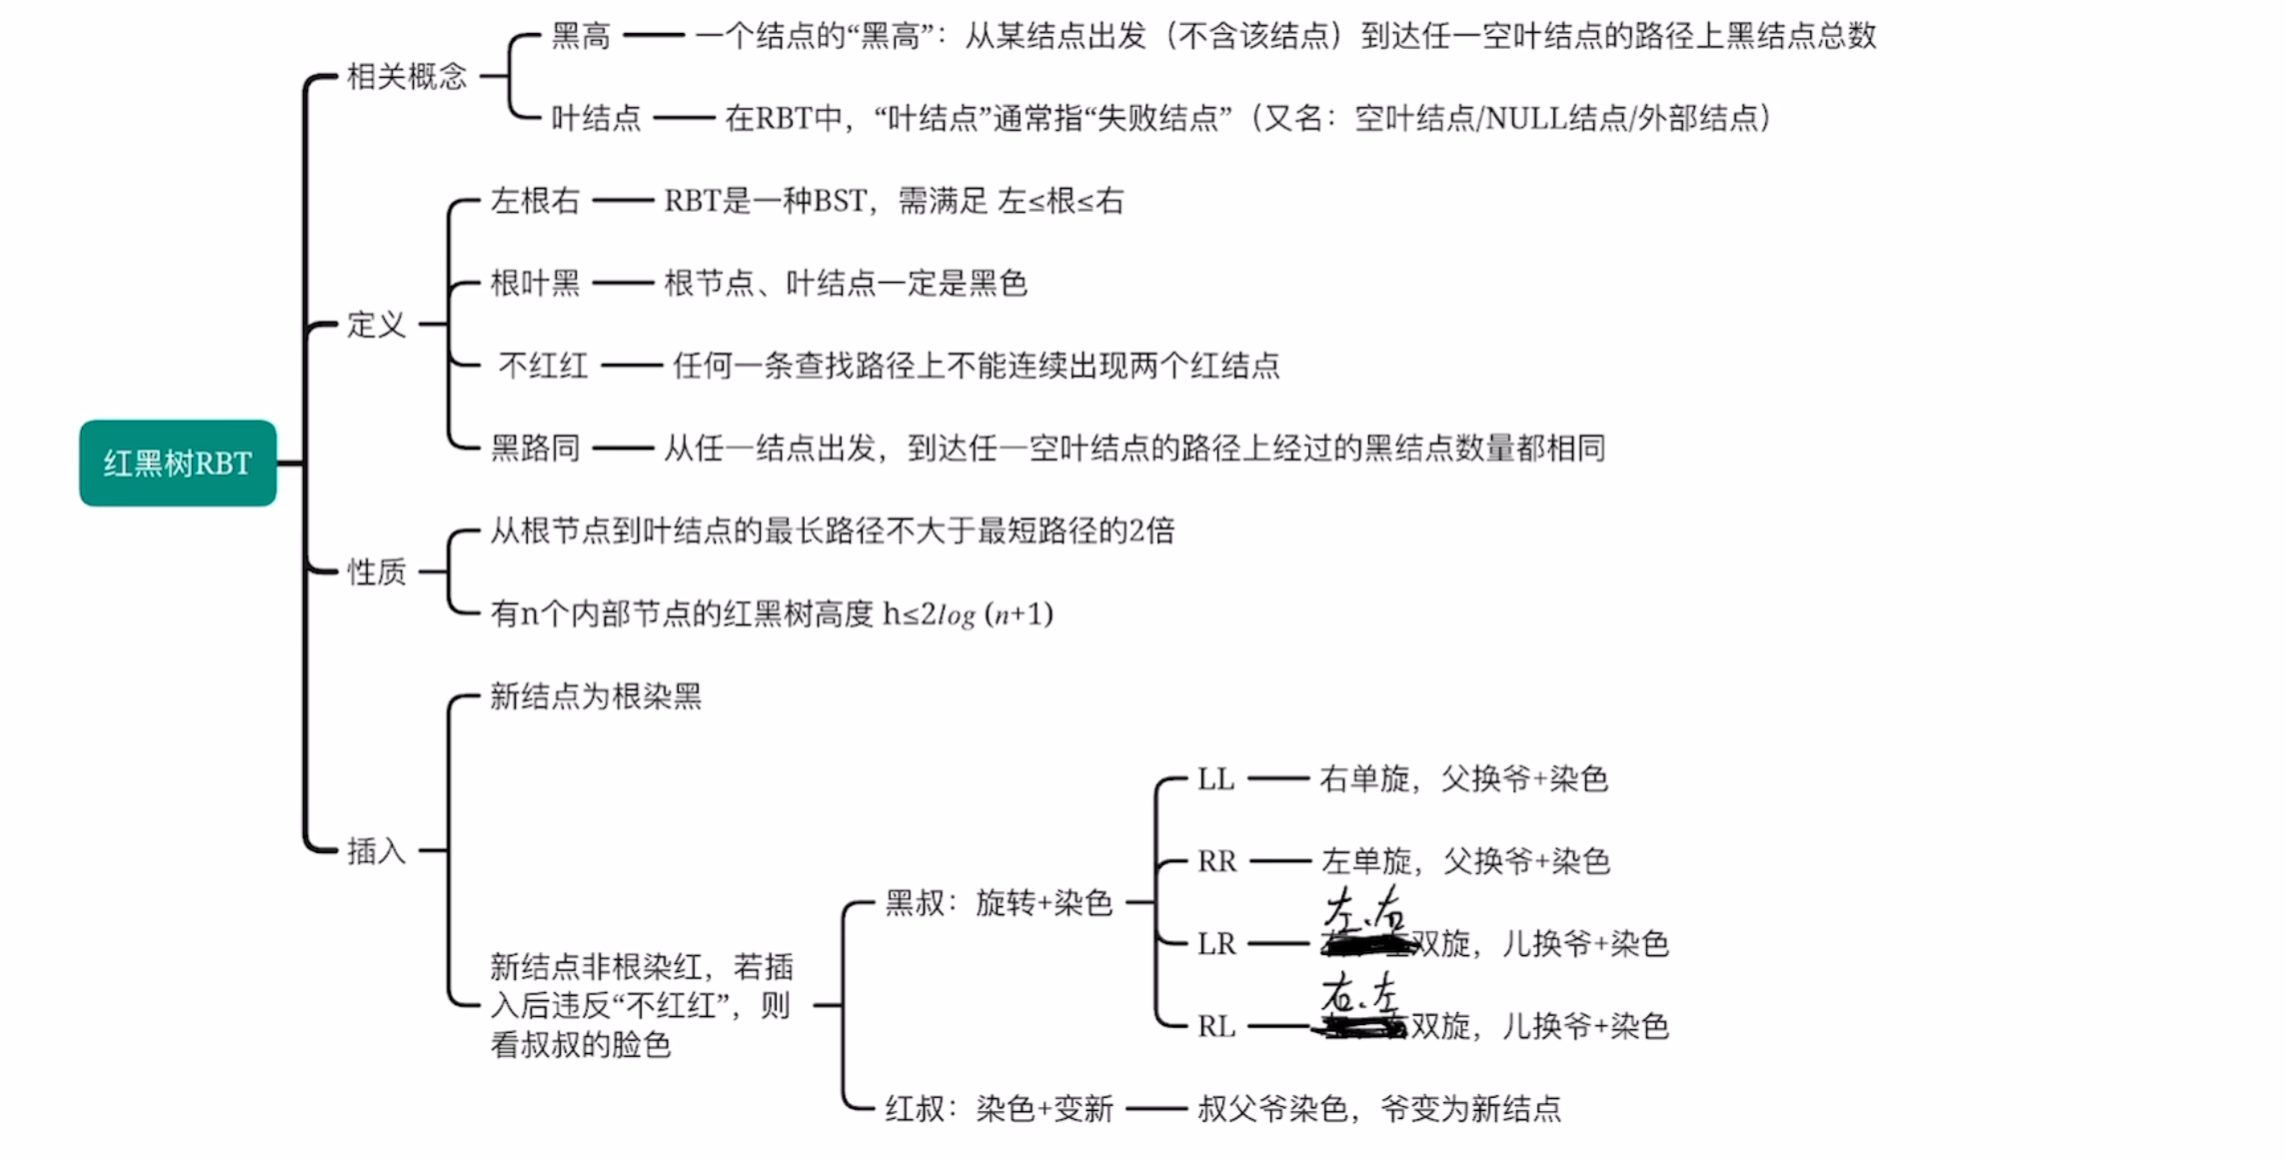 黑高 一个结点的“黑高”：从某结点出发（不含该结点）到达任一空叶结点的路径上黑结点总数
相关概念
叶结点 在RBT中，“叶结点”通常指“失败结点”（又名：空叶结点/NULL结点/外部结点）
左根右 RBT是一种BST，需满足 左≤根≤右
根叶黑 根节点、叶结点一定是黑色
定义
不红红 任何一条查找路径上不能连续出现两个红结点
黑路同 从任一结点出发，到达任一空叶结点的路径上经过的黑结点数量都相同
红黑树RBT
从根节点到叶结点的最长路径不大于最短路径的2倍
性质
有n个内部节点的红黑树高度 h≤2log (n+1)
新结点为根染黑
LL 右单旋，父换爷+染色
插入
RR 左单旋，父换爷+染色
黑叔：旋转+染色
左、右
LR 双旋，儿换爷+染色
新结点非根染红，若插
入后违反“不红红”，则
看叔叔的脸色
右、左
RL 双旋，儿换爷+染色
红叔：染色+变新 叔父爷染色，爷变为新结点